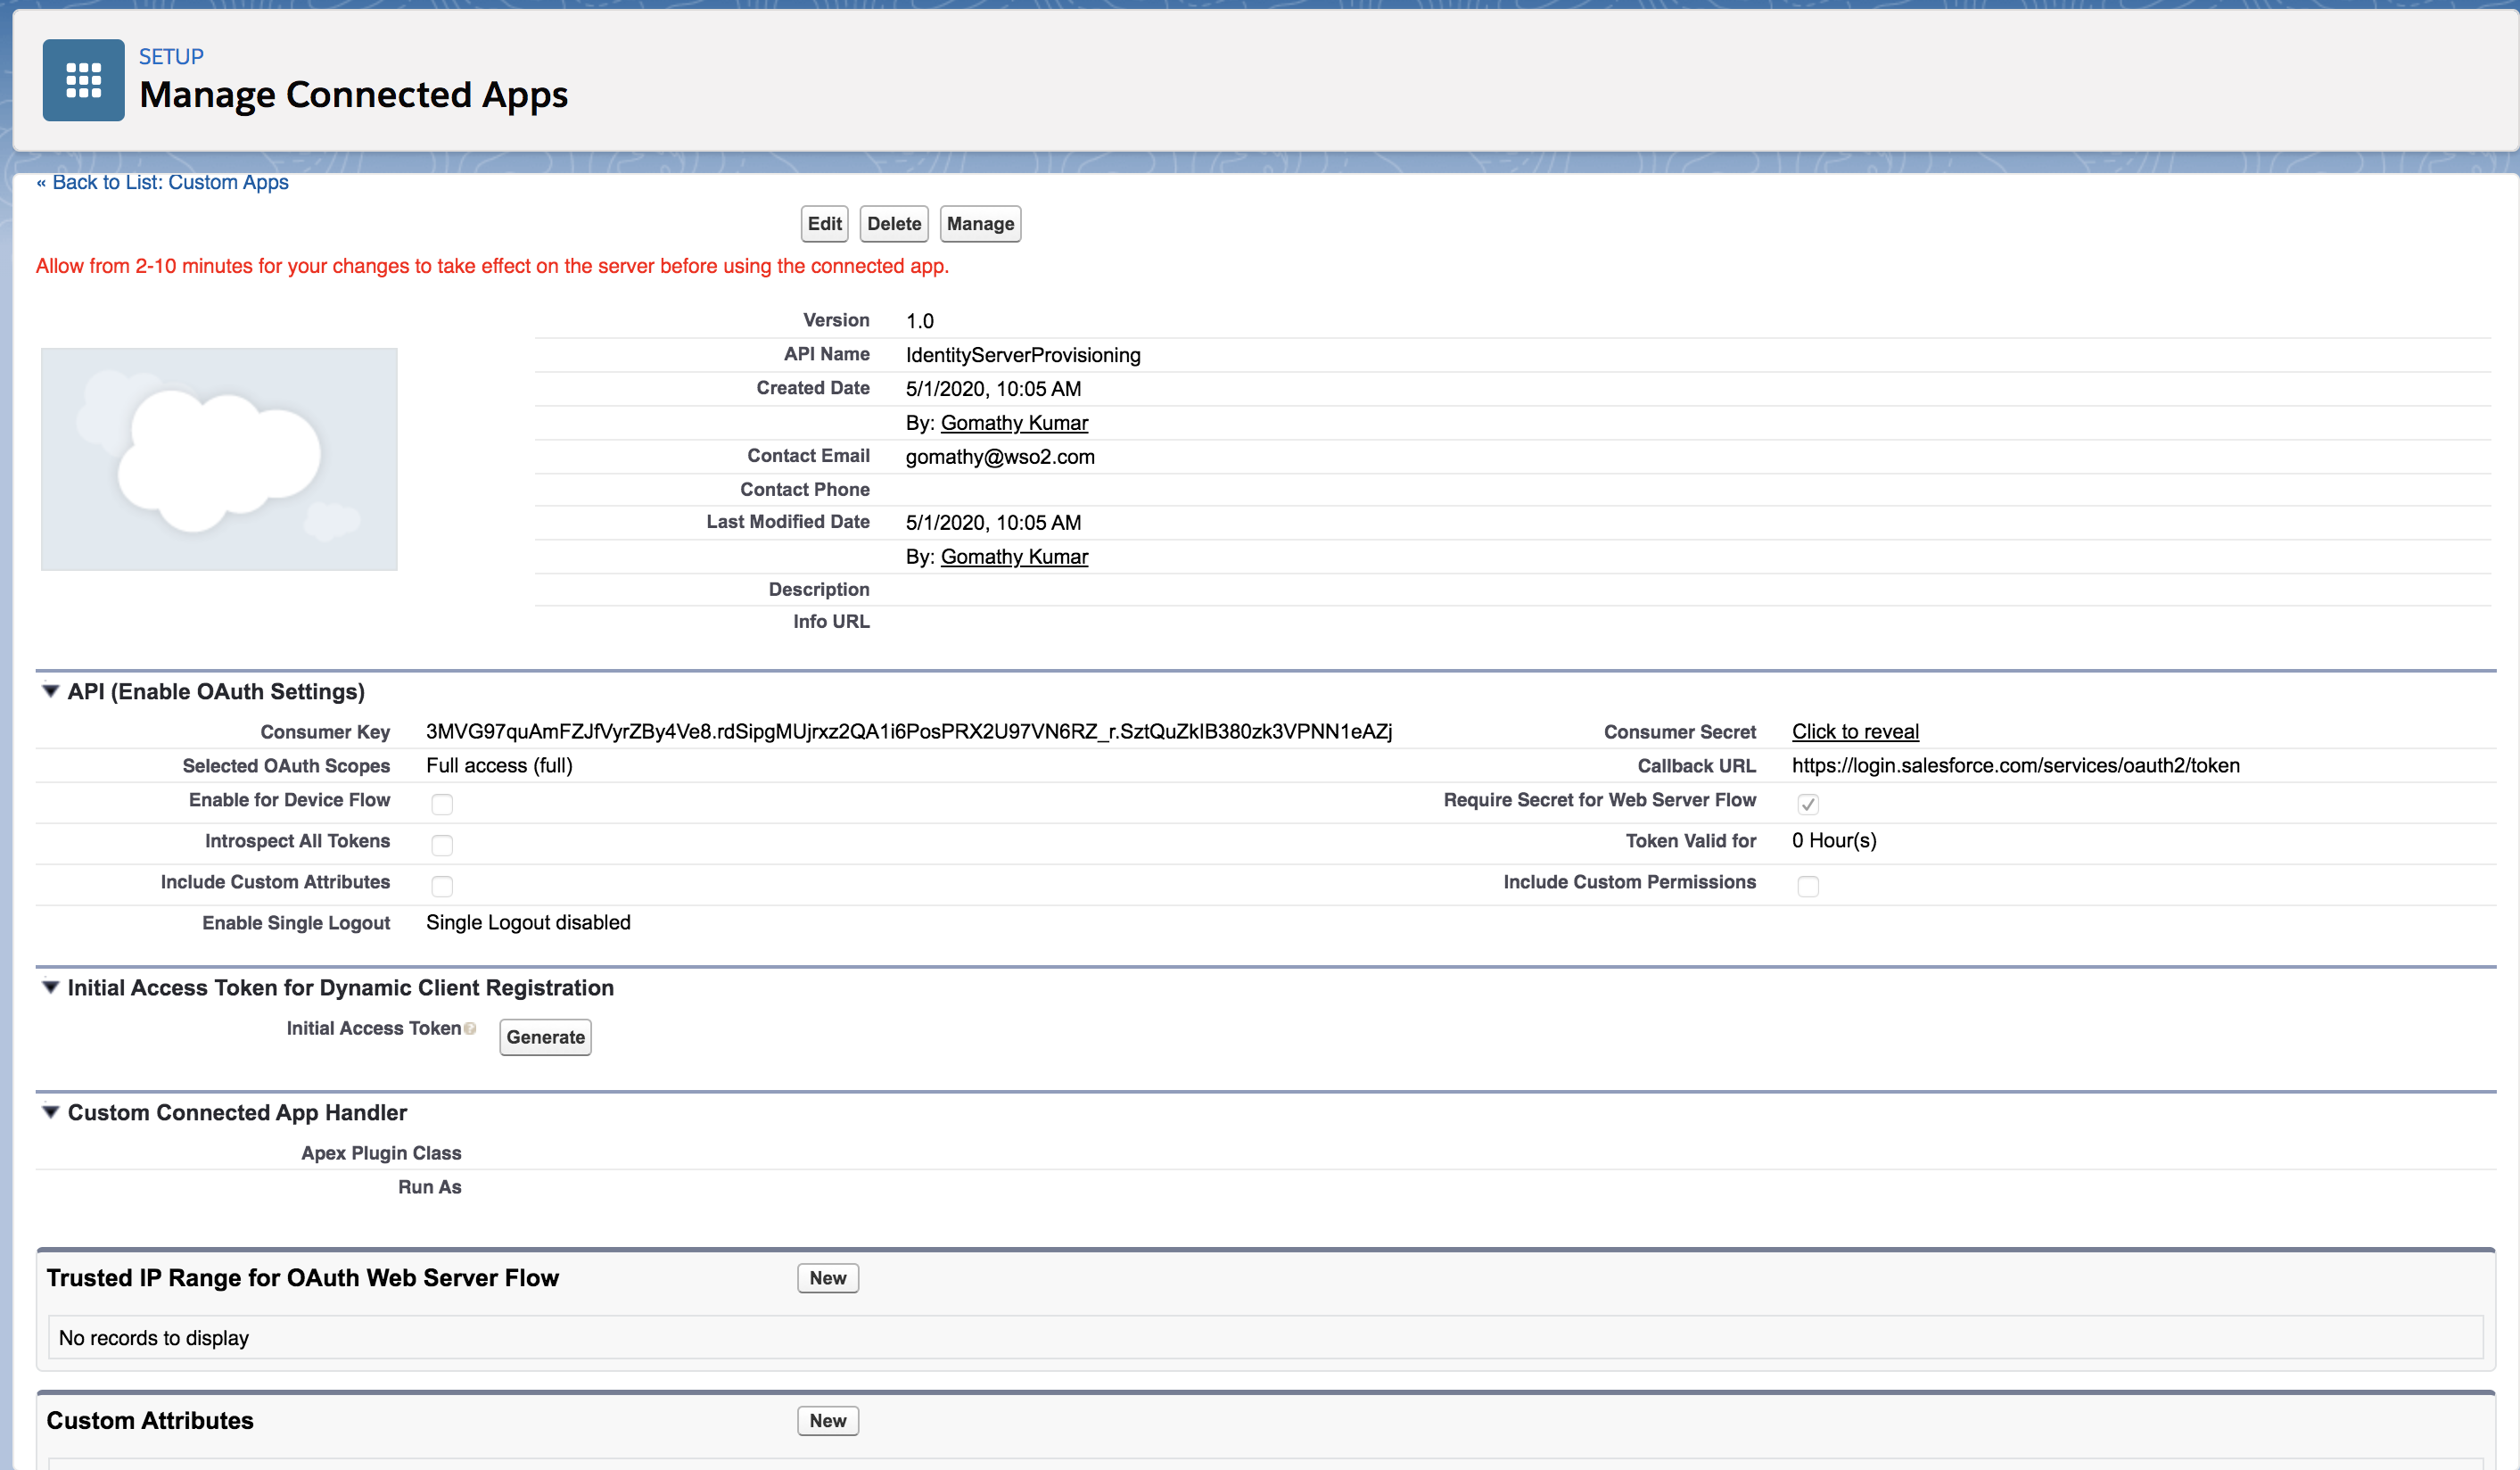 SETUP
Manage Connected Apps
« Back to List: Custom Apps
Edit Delete Manage
Allow from 2-10 minutes for your changes to take effect on the server before using the connected app.
Version 1.0
API Name IdentityServerProvisioning
Created Date 5/1/2020, 10:05 AM
By: Gomathy Kumar
Contact Email gomathy@wso2.com
Contact Phone
Last Modified Date 5/1/2020, 10:05 AM
By: Gomathy Kumar
Description
Info URL
API (Enable OAuth Settings)
Consumer Key 3MVG97quAmFZJfVyrZBy4Ve8.rdSipgMUjrxz2QA1i6PosPRX2U97VN6RZ_r.SztQuZkIB380zk3VPNN1eAZj Consumer Secret Click to reveal
Selected OAuth Scopes Full access (full) Callback URL https://login.salesforce.com/services/oauth2/token
Enable for Device Flow Require Secret for Web Server Flow
Introspect All Tokens Token Valid for 0 Hour(s)
Include Custom Attributes Include Custom Permissions
Enable Single Logout Single Logout disabled
Initial Access Token for Dynamic Client Registration
Initial Access Token Generate
Custom Connected App Handler
Apex Plugin Class
Run As
Trusted IP Range for OAuth Web Server Flow New
No records to display
Custom Attributes New